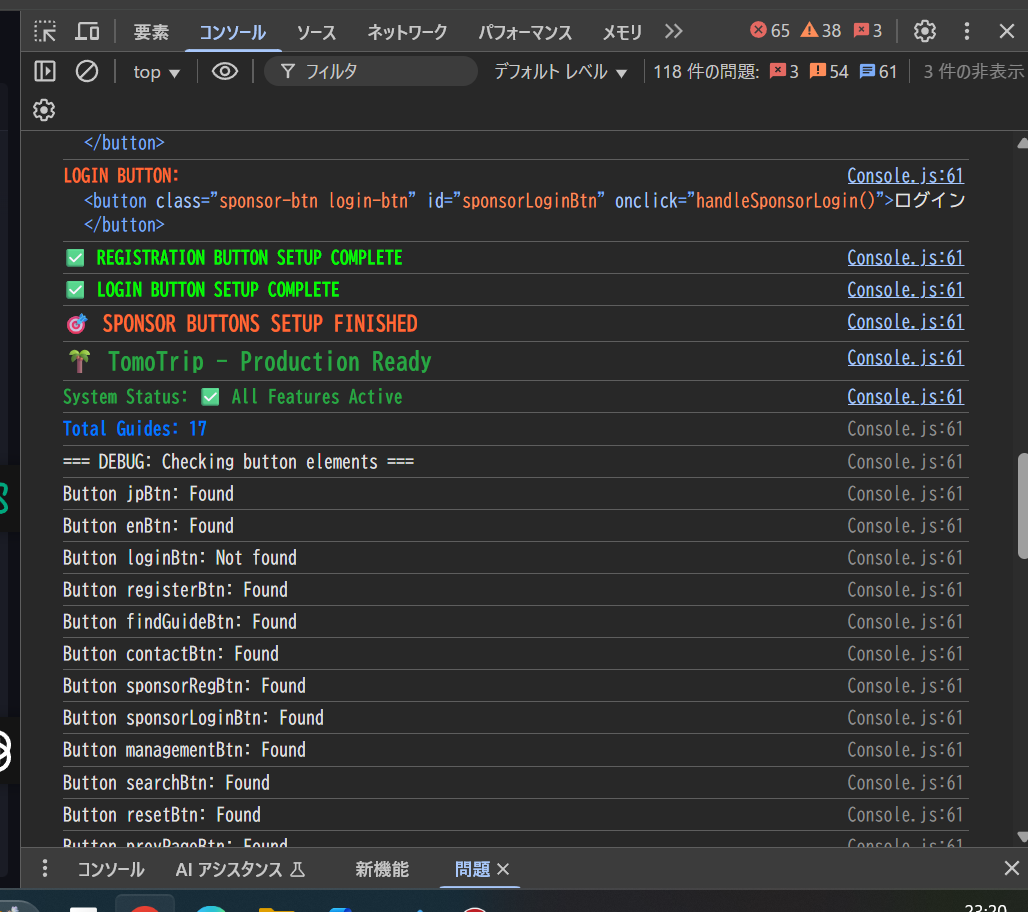 要素 コンソール ソース ネットワーク パフォーマンス メモリ 65 38 3
top フィルタ デフォルト レベル 118 件の問題: 3 54 61 3 件の非表示
</button>
LOGIN BUTTON: Console.js:61
<button class="sponsor-btn login-btn" id="sponsorLoginBtn" onclick="handleSponsorLogin()">ログイン
</button>
✅ REGISTRATION BUTTON SETUP COMPLETE Console.js:61
✅ LOGIN BUTTON SETUP COMPLETE Console.js:61
🎯 SPONSOR BUTTONS SETUP FINISHED Console.js:61
🌴 TomoTrip - Production Ready Console.js:61
System Status: ✅ All Features Active Console.js:61
Total Guides: 17 Console.js:61
=== DEBUG: Checking button elements === Console.js:61
Button jpBtn: Found Console.js:61
Button enBtn: Found Console.js:61
Button loginBtn: Not found Console.js:61
Button registerBtn: Found Console.js:61
Button findGuideBtn: Found Console.js:61
Button contactBtn: Found Console.js:61
Button sponsorRegBtn: Found Console.js:61
Button sponsorLoginBtn: Found Console.js:61
Button managementBtn: Found Console.js:61
Button searchBtn: Found Console.js:61
Button resetBtn: Found Console.js:61
Button prevPageBtn: Found Console.js:61
コンソール AI アシスタンス 新機能 問題
23:20